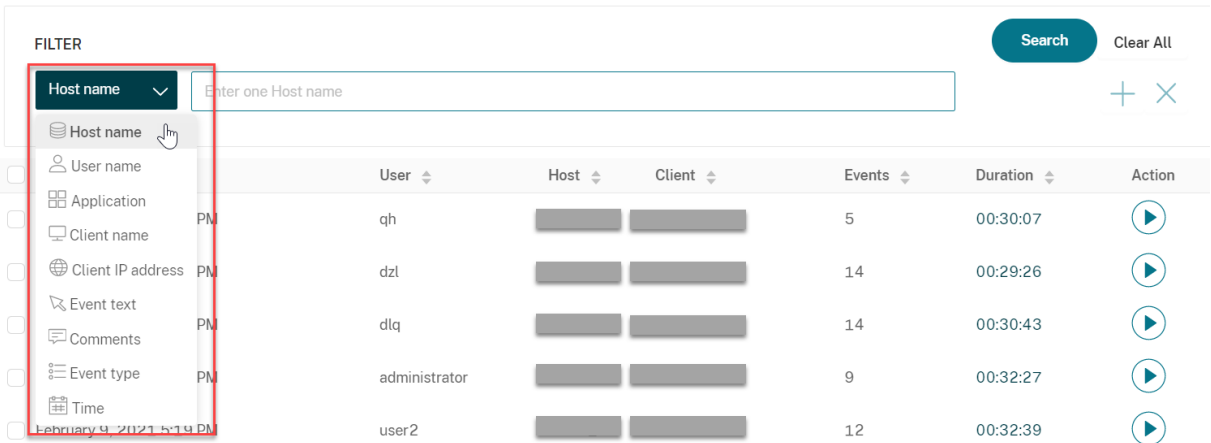 FILTER
Search
Clear All
Host name
Enter one Host name
Host name
User name
Application
Client name
Client IP address
Event text
Comments
Event type
Time
User Host Client Events Duration Action
PM qh 5 00:30:07
PM dzl 14 00:29:26
PM dlq 14 00:30:43
PM administrator 9 00:32:27
February 9, 2021 5:19 PM user2 12 00:32:39